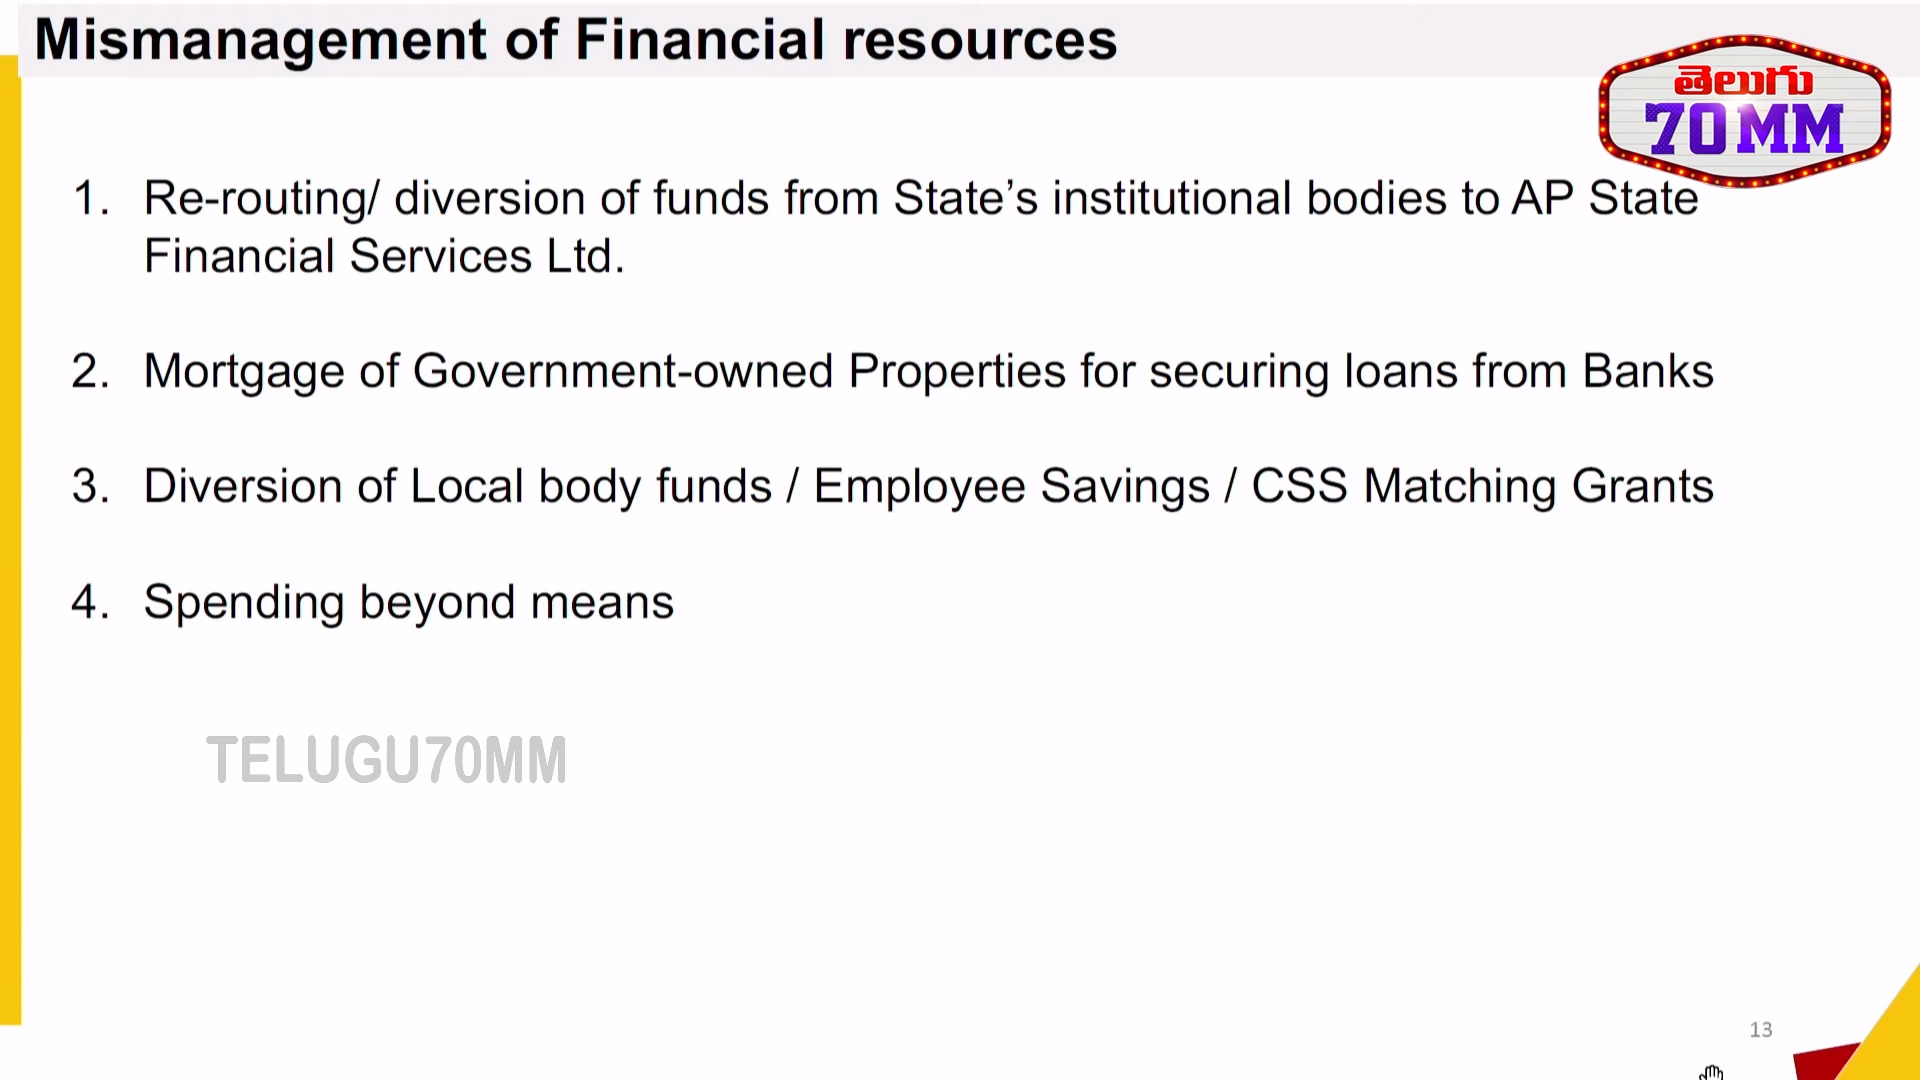 Mismanagement of Financial resources
తెలుగు
70MM
1. Re-routing/ diversion of funds from State’s institutional bodies to AP State
Financial Services Ltd.
2. Mortgage of Government-owned Properties for securing loans from Banks
3. Diversion of Local body funds / Employee Savings / CSS Matching Grants
4. Spending beyond means
TELUGU70MM
13